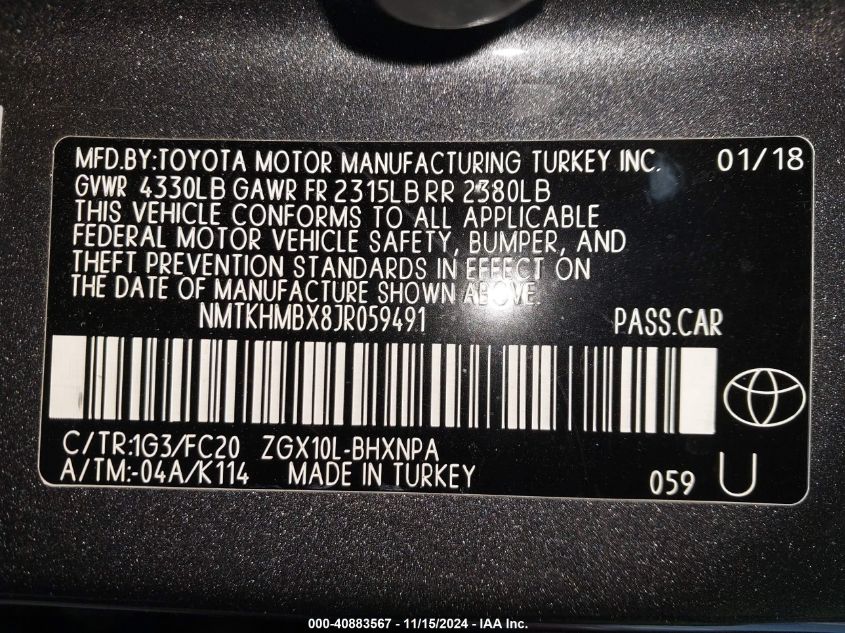 MFD.BY:TOYOTA MOTOR MANUFACTURING TURKEY INC. 01/18
GVWR 4330LB GAWR FR 2315LB RR 2380LB
THIS VEHICLE CONFORMS TO ALL APPLICABLE
FEDERAL MOTOR VEHICLE SAFETY, BUMPER, AND
THEFT PREVENTION STANDARDS IN EFFECT ON
THE DATE OF MANUFACTURE SHOWN ABOVE.
NMTKHMBX8JR059491 PASS.CAR
C/TR:1G3/FC20 ZGX10L-BHXNPA
A/TM:-04A/K114 MADE IN TURKEY 059 U
000-40883567 - 11/15/2024 - IAA Inc.